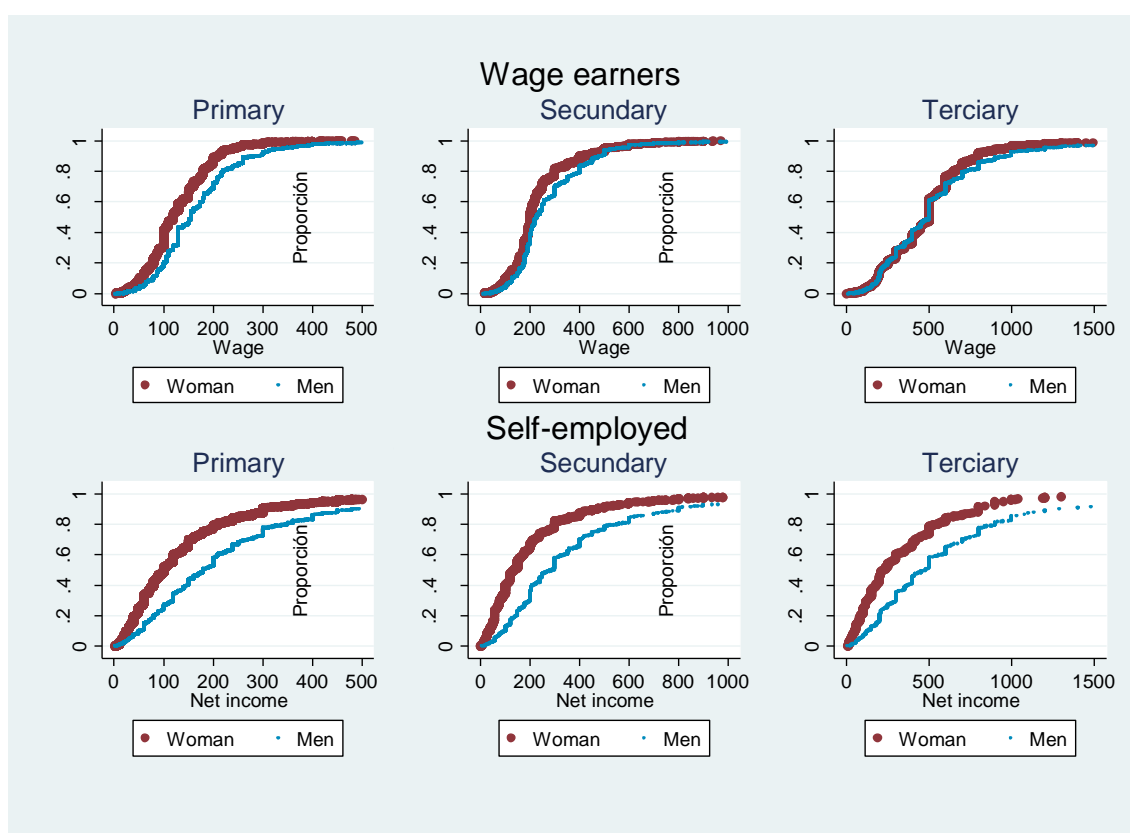 Wage earners
Primary
Secundary
Terciary
0 .2 .4 .6 .8 1
0 100 200 300 400 500
Wage
Woman Men
Proporción
0 .2 .4 .6 .8 1
0 200 400 600 800 1000
Wage
Woman Men
Proporción
0 .2 .4 .6 .8 1
0 500 1000 1500
Wage
Woman Men
Self-employed
Primary
Secundary
Terciary
0 .2 .4 .6 .8 1
0 100 200 300 400 500
Net income
Woman Men
Proporción
0 .2 .4 .6 .8 1
0 200 400 600 800 1000
Net income
Woman Men
Proporción
0 .2 .4 .6 .8 1
0 500 1000 1500
Net income
Woman Men